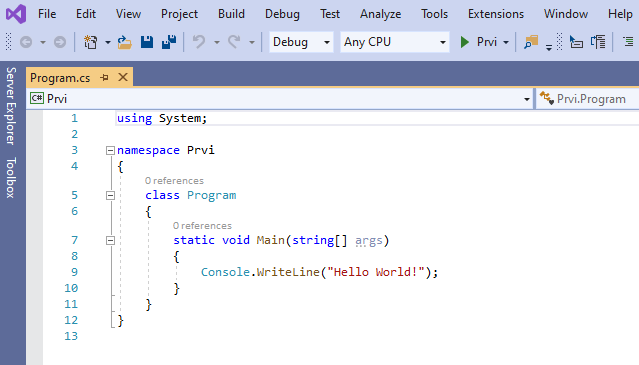 File Edit View Project Build Debug Test Analyze Tools Extensions Window Help
Debug Any CPU Prvi
Server Explorer
Toolbox
Program.cs
C# Prvi Prvi.Program
1 using System;
2
3 namespace Prvi
4 {
0 references
5 class Program
6 {
0 references
7 static void Main(string[] args)
8 {
9 Console.WriteLine("Hello World!");
10 }
11 }
12 }
13